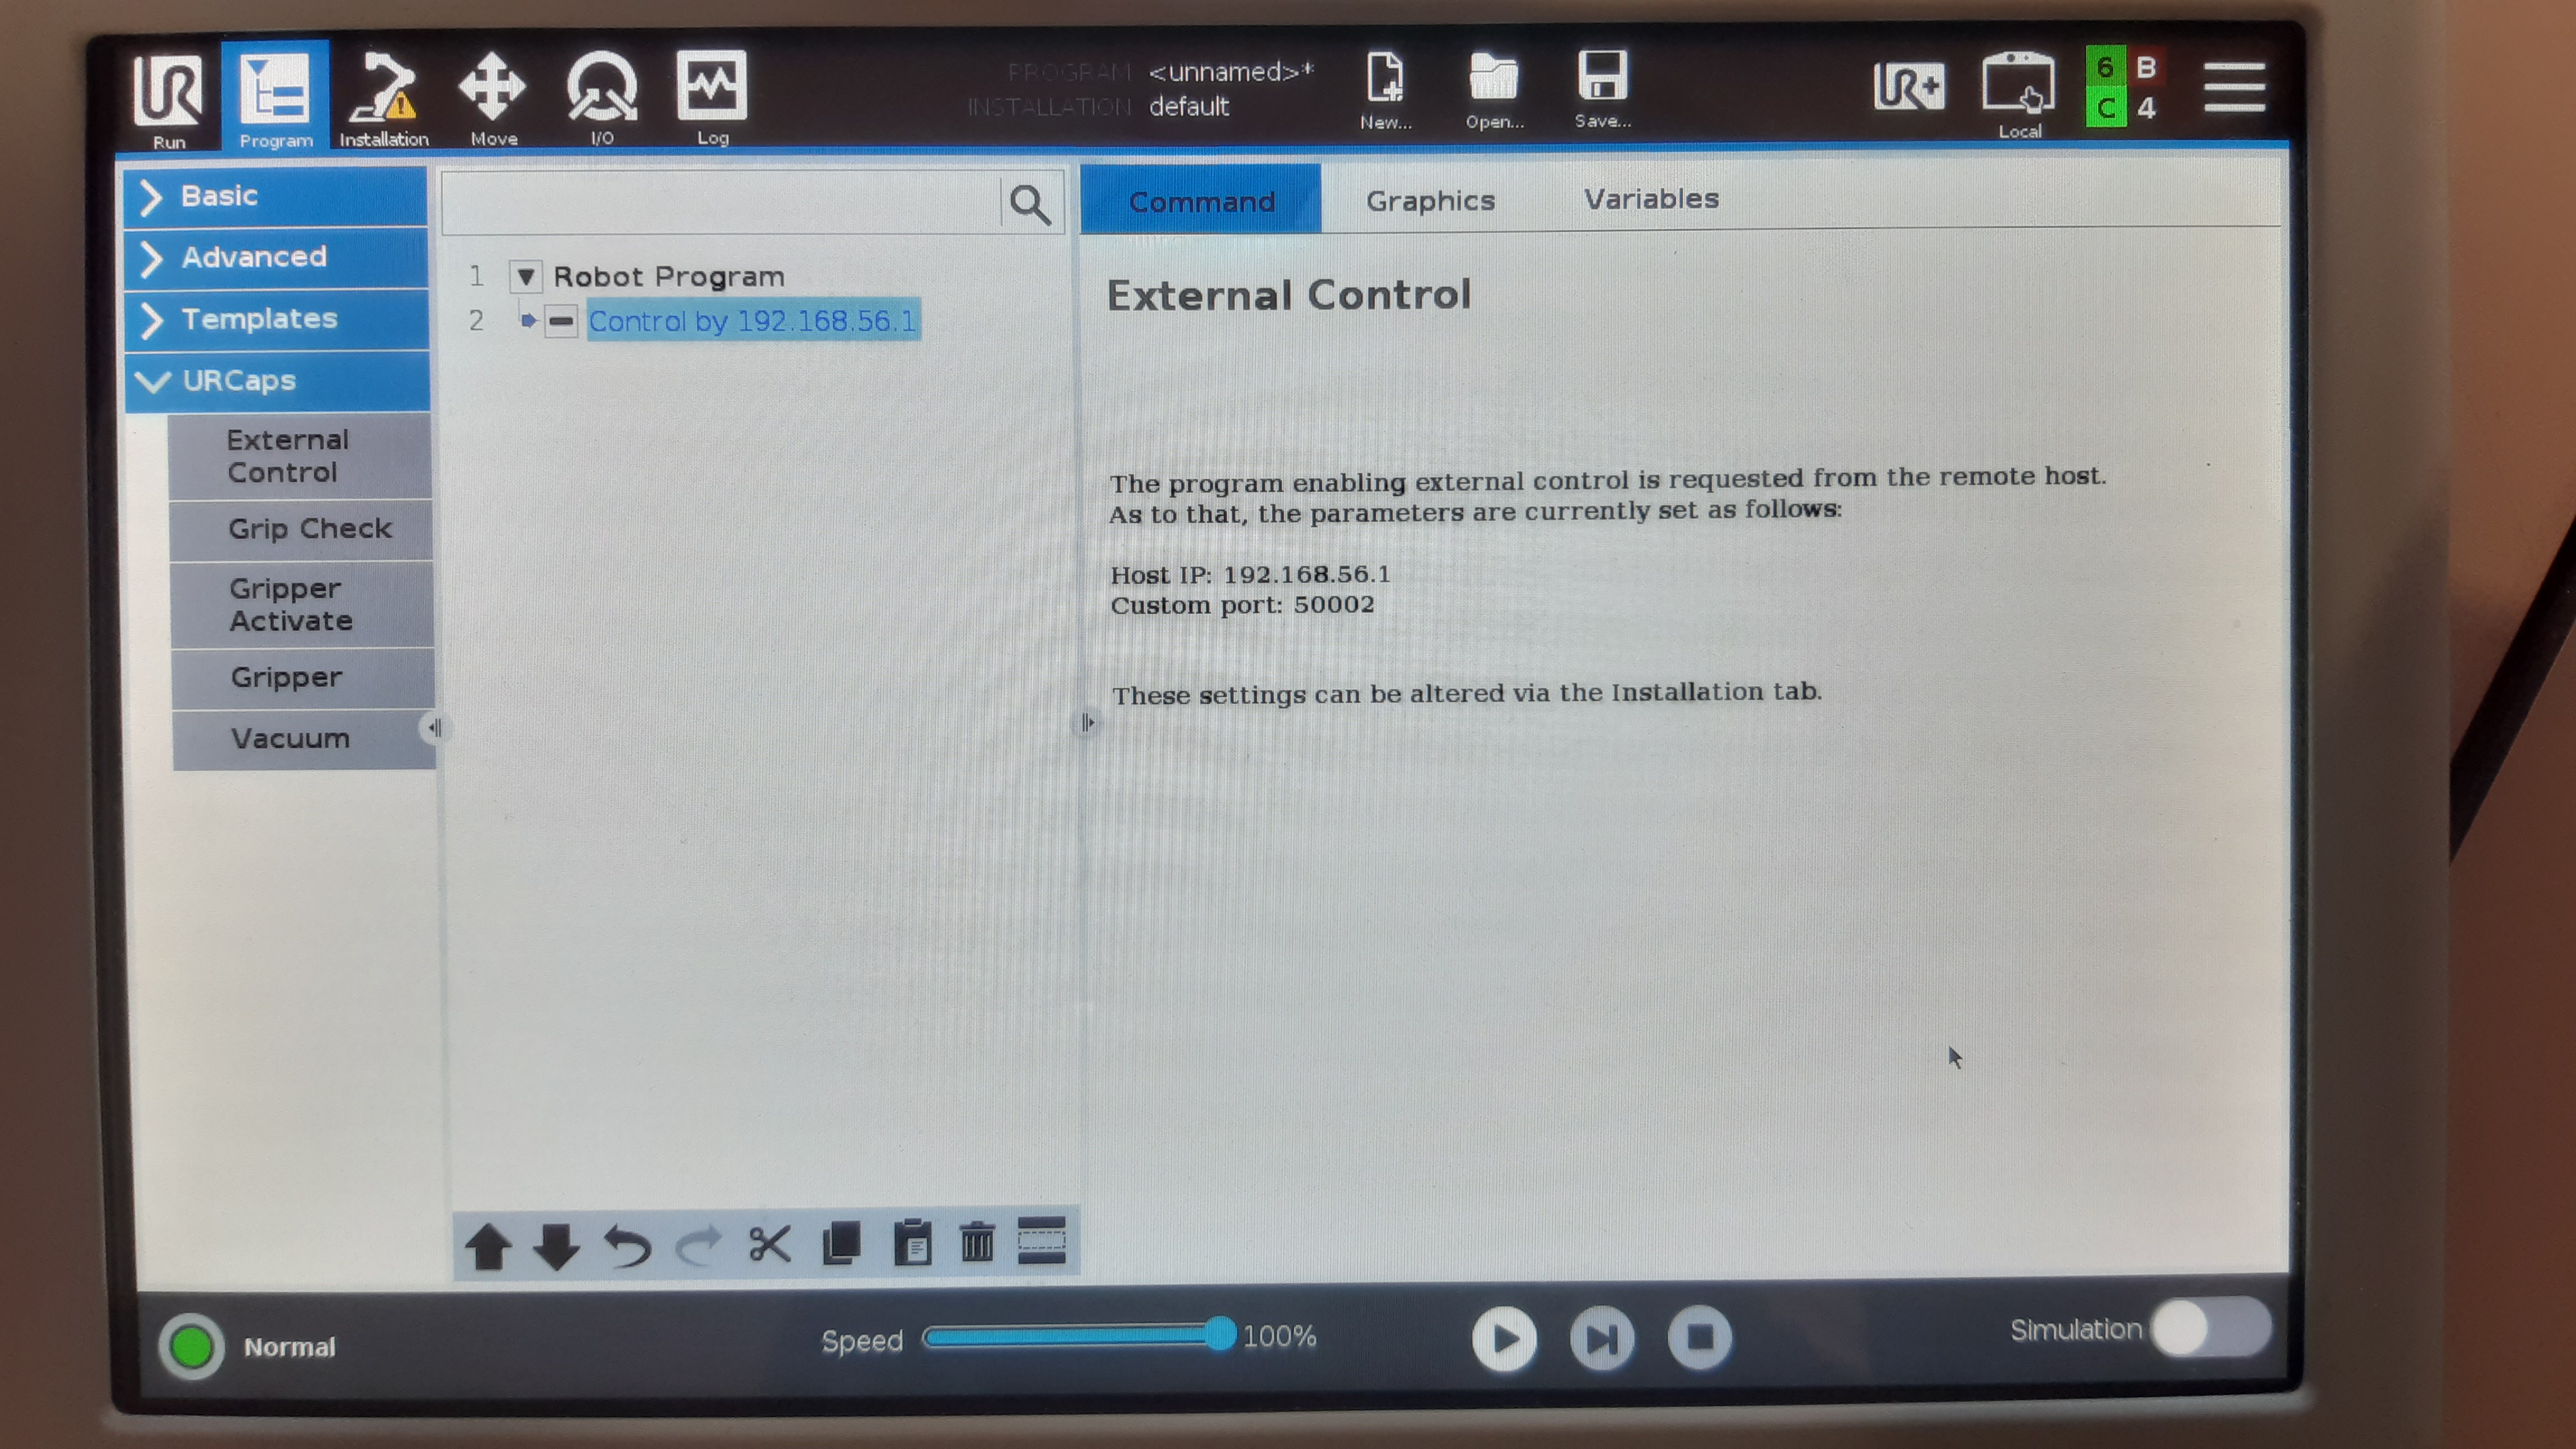 Run
Program
Installation
Move
I/O
Log
PROGRAM <unnamed>*
INSTALLATION default
New...
Open...
Save...
UR+
Local
6 B
C 4
Basic
Advanced
Templates
URCaps
External
Control
Grip Check
Gripper
Activate
Gripper
Vacuum
1 Robot Program
2 Control by 192.168.56.1
Command
Graphics
Variables
External Control
The program enabling external control is requested from the remote host.
As to that, the parameters are currently set as follows:
Host IP: 192.168.56.1
Custom port: 50002
These settings can be altered via the Installation tab.
Normal
Speed 100%
Simulation